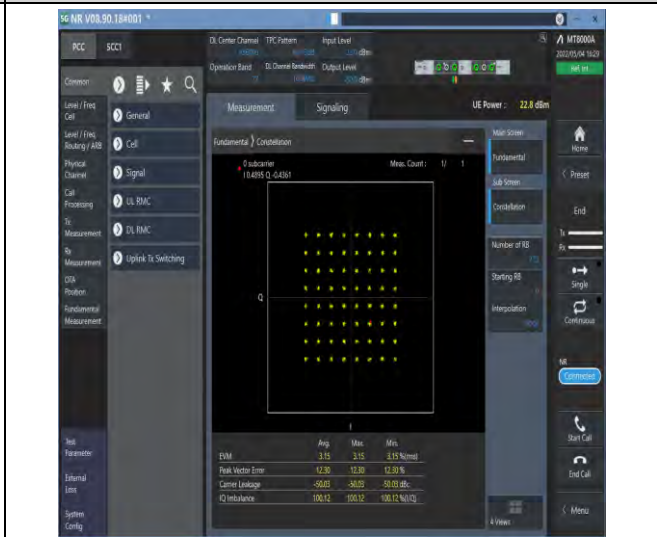 5G NR V08.90.18#001 *
PCC
SCC1
Common
Level / Freq
Cell
Level / Freq
Routing / ARB
Physical
Channel
Call
Processing
Tx
Measurement
Rx
Measurement
OTA
Position
Fundamental
Measurement
Test
Parameter
External
Loss
System
Config
General
Cell
Signal
UL RMC
DL RMC
Uplink Tx Switching
DL Center Channel
TPC Pattern
Input Level
dBm
Operation Band
DL Channel Bandwidth
Output Level
dBm
Measurement
Signaling
UE Power : 22.8 dBm
Fundamental ⟩ Constellation
0 subcarrier
I 0.4895 Q -0.4361
Meas. Count : 1/ 1
Q
I
Avg. Max. Min.
EVM 3.15 3.15 3.15 %(rms)
Peak Vector Error 12.30 12.30 12.30 %
Carrier Leakage -50.03 -50.03 -50.03 dBc
IQ Imbalance 100.12 100.12 100.12 %(I/Q)
Main Screen
Fundamental
Sub Screen
Constellation
Number of RB
Starting RB
Interpolation
4 Views
MT8000A
2022/05/04 16:29
Home
Preset
End
Tx
Rx
Single
Continuous
NR
Connected
Start Call
End Call
Menu